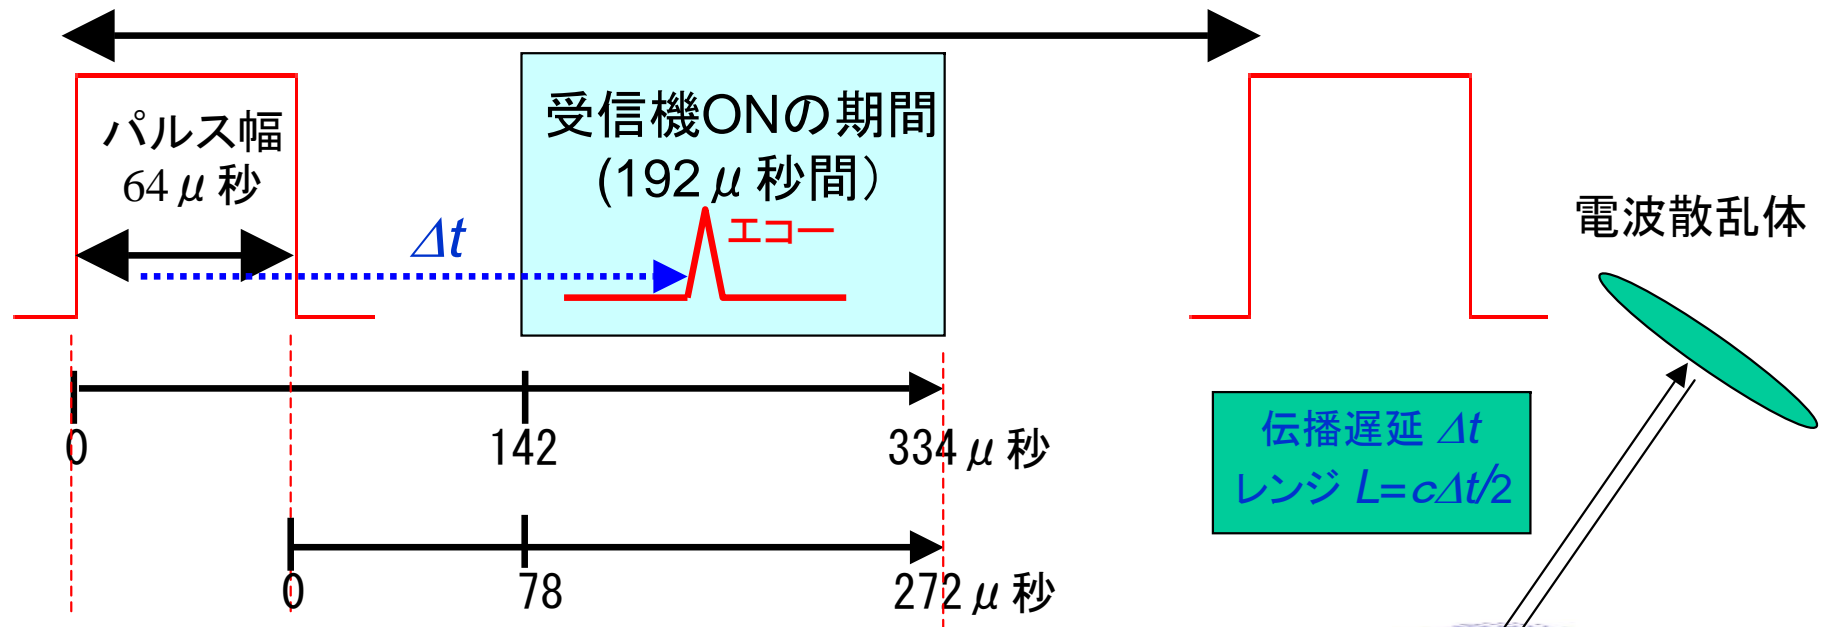 パルス幅
64μ秒
受信機ONの期間
(192μ秒間)
エコー
Δt
電波散乱体
0
142
334μ秒
伝播遅延 Δt
レンジ L=cΔt/2
0
78
272μ秒